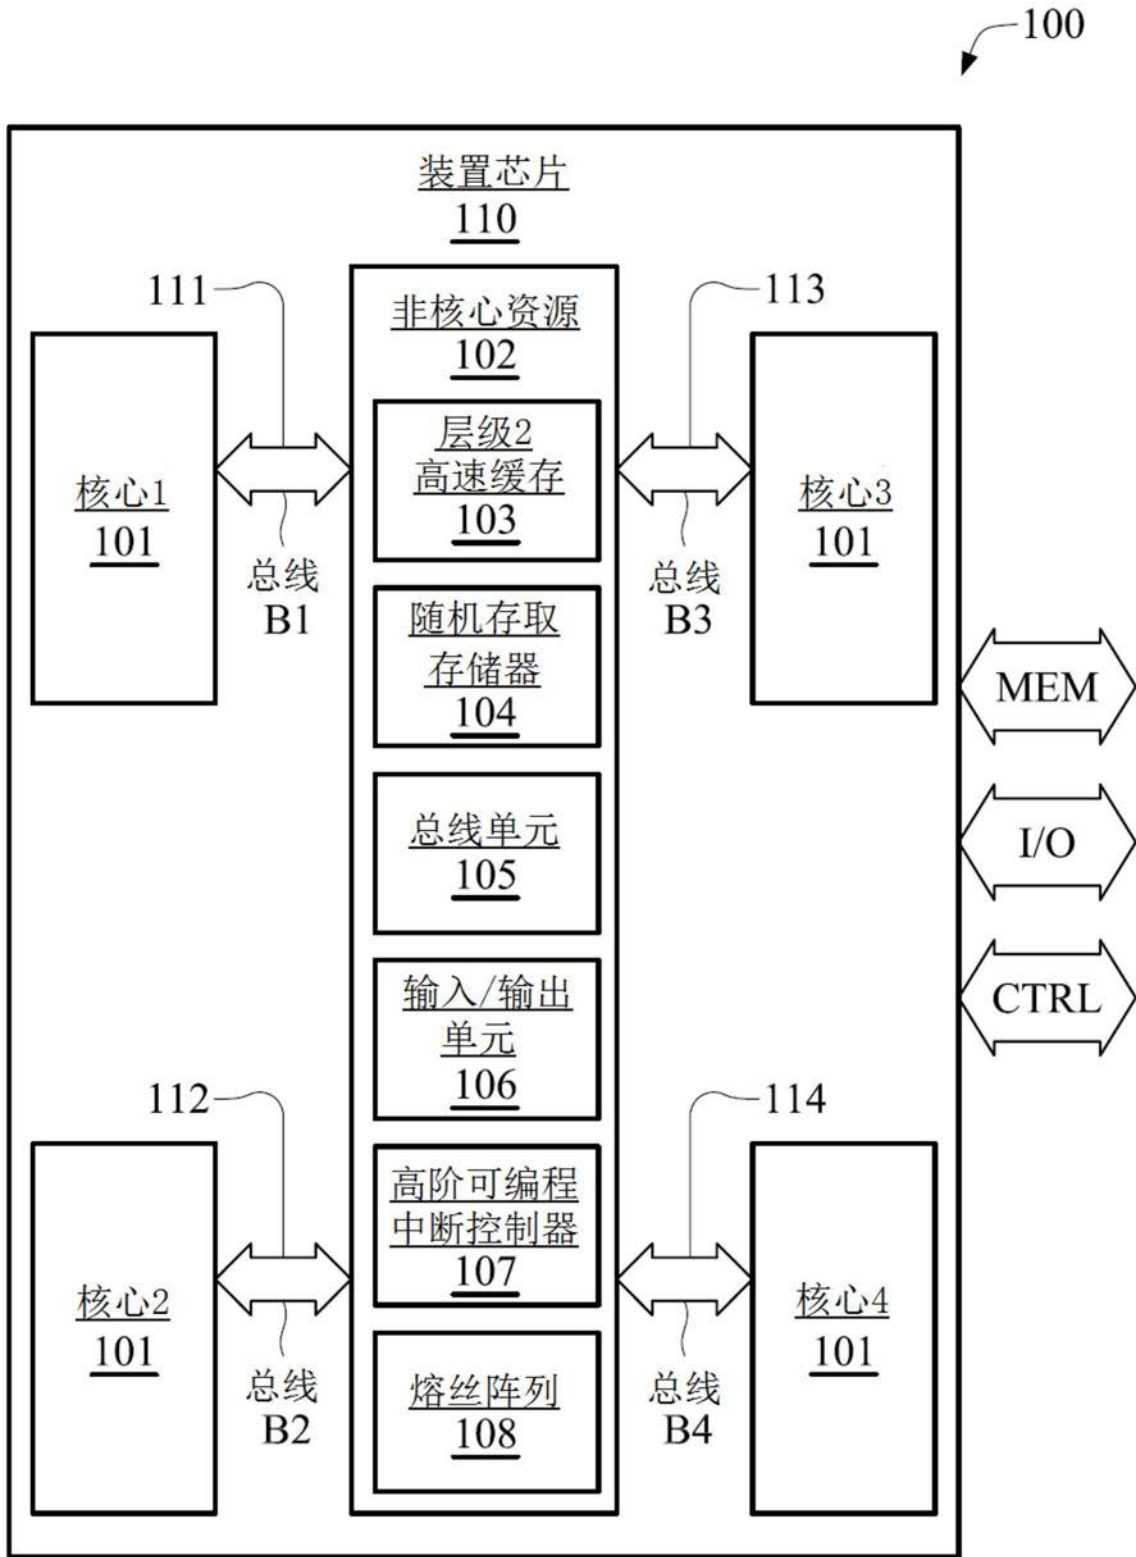 100
装置芯片
110
111
113
非核心资源
102
层级2
高速缓存
103
核心1
101
核心3
101
总线
B1
总线
B3
随机存取
存储器
104
MEM
总线单元
105
I/O
输入/输出
单元
106
CTRL
112
114
高阶可编程
中断控制器
107
核心2
101
核心4
101
总线
B2
总线
B4
熔丝阵列
108